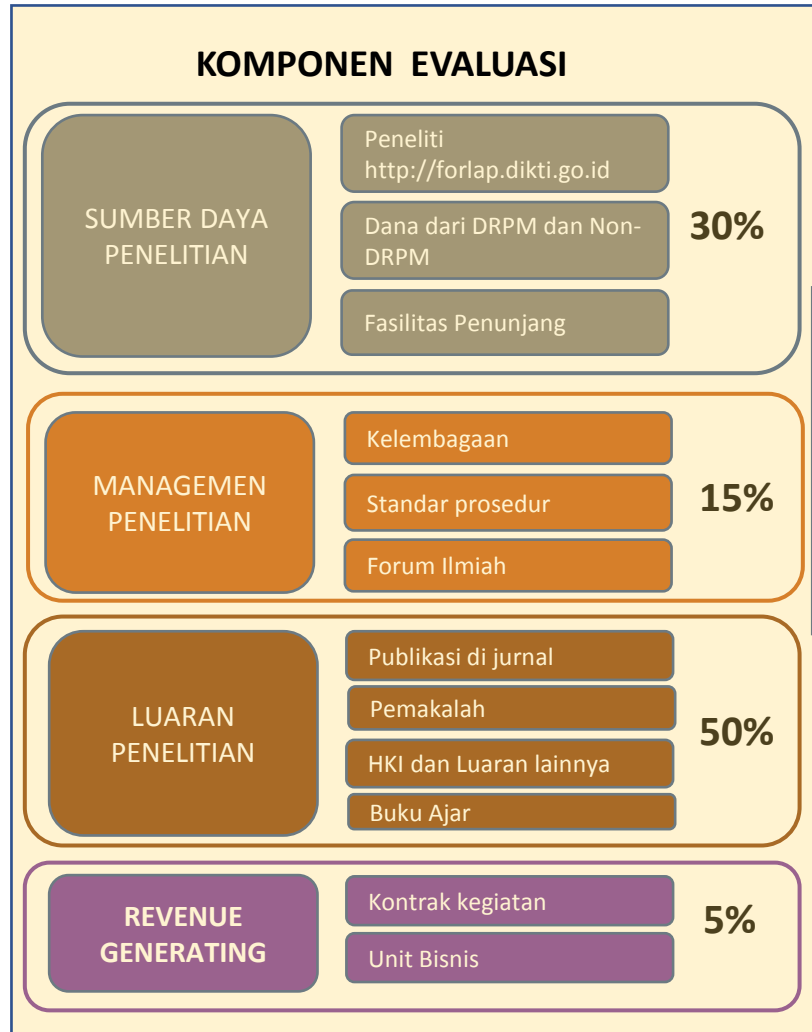 KOMPONEN EVALUASI
SUMBER DAYA
PENELITIAN
Peneliti
http://forlap.dikti.go.id
Dana dari DRPM dan Non-
DRPM
Fasilitas Penunjang
30%
MANAGEMEN
PENELITIAN
Kelembagaan
Standar prosedur
Forum Ilmiah
15%
LUARAN
PENELITIAN
Publikasi di jurnal
Pemakalah
HKI dan Luaran lainnya
Buku Ajar
50%
REVENUE
GENERATING
Kontrak kegiatan
Unit Bisnis
5%